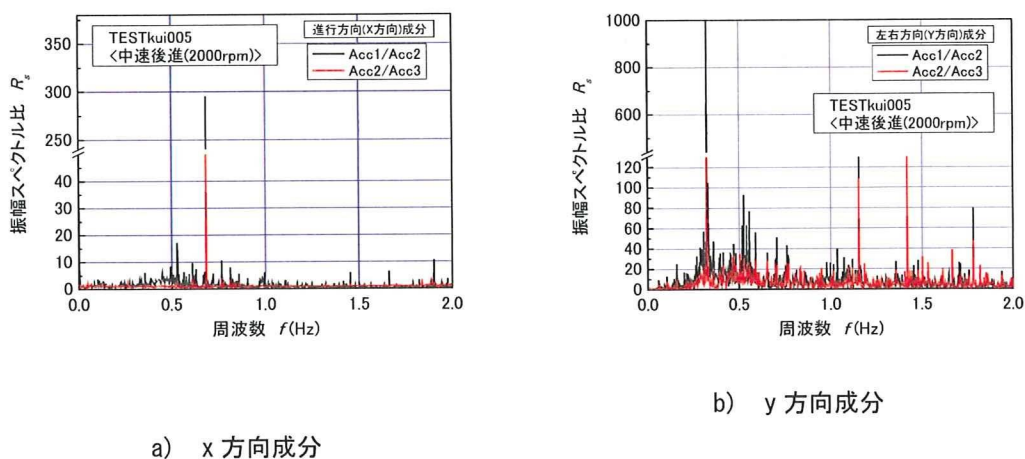 TESTkui005
<中速後進(2000rpm)>
進行方向(X方向)成分
Acc1/Acc2
Acc2/Acc3
振幅スペクトル比 Rs
350
300
250
40
30
20
10
0
0.0 0.5 1.0 1.5 2.0
周波数 f(Hz)
a) x 方向成分
左右方向(Y方向)成分
Acc1/Acc2
Acc2/Acc3
TESTkui005
<中速後進(2000rpm)>
振幅スペクトル比 Rs
1000
800
600
120
100
80
60
40
20
0
0.0 0.5 1.0 1.5 2.0
周波数 f(Hz)
b) y 方向成分